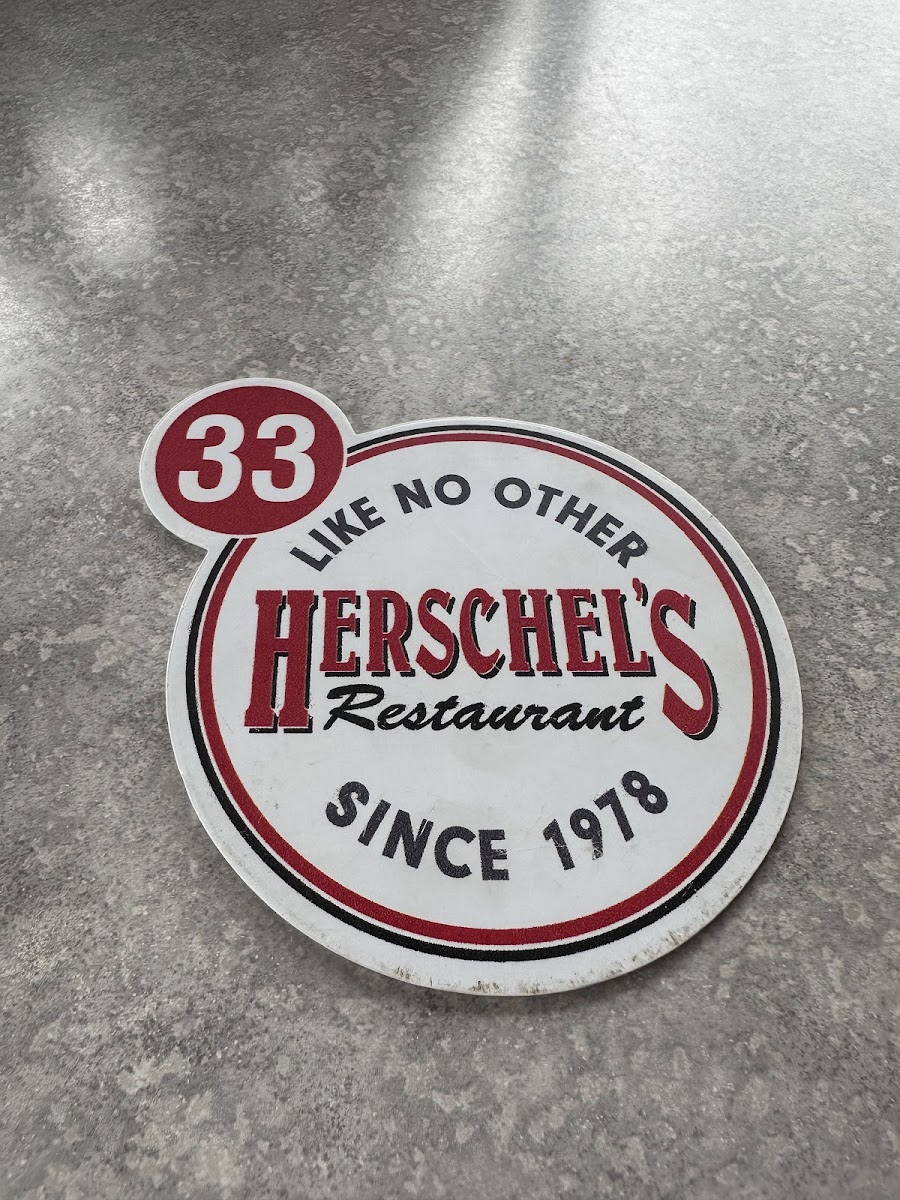 33
LIKE NO OTHER
HERSCHEL'S
Restaurant
SINCE 1978